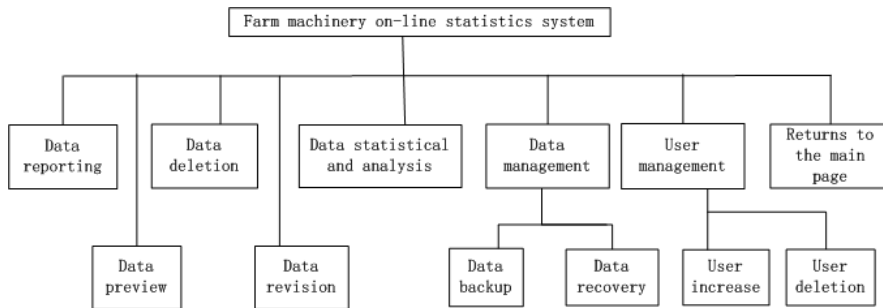 Farm machinery on-line statistics system
Data
reporting
Data
deletion
Data statistical
and analysis
Data
management
User
management
Returns to
the main
page
Data
preview
Data
revision
Data
backup
Data
recovery
User
increase
User
deletion